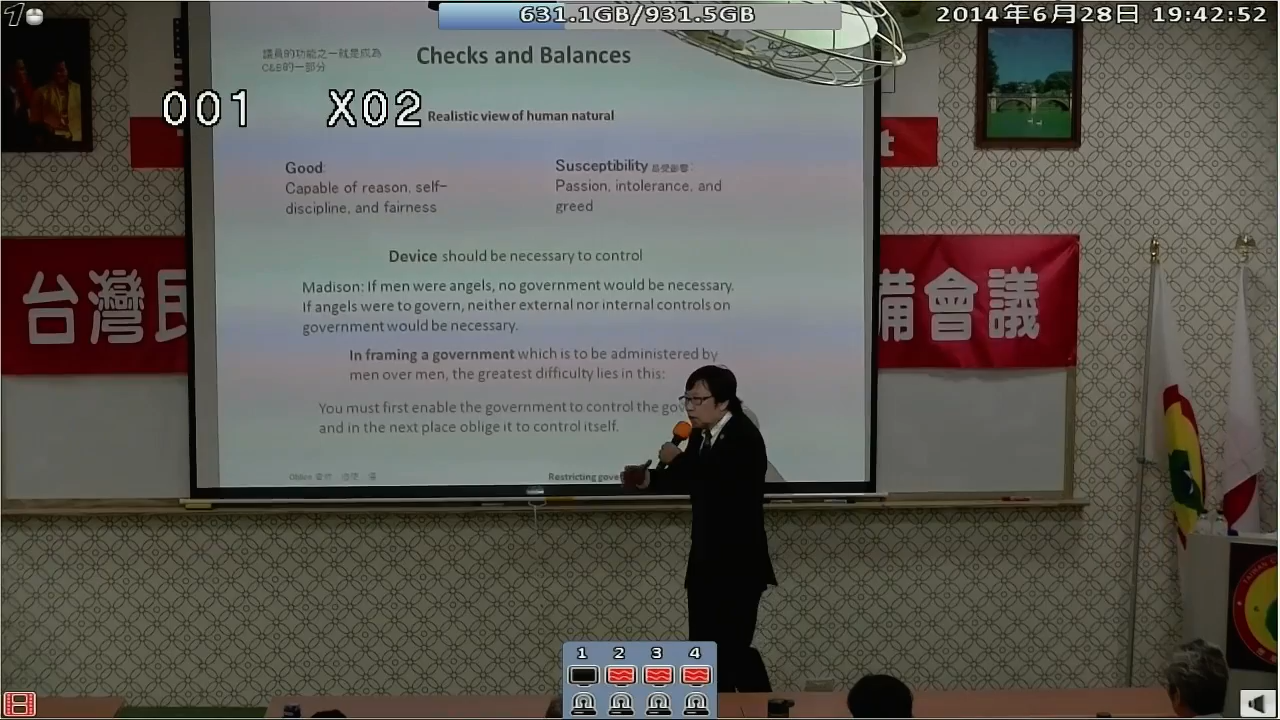 631.1GB/931.5GB
2014年6月28日 19:42:52
議員的功能之一就是成為
C&B的一部分
Checks and Balances
001 X02
Realistic view of human natural
Good:
Capable of reason, self-
discipline, and fairness
Susceptibility 易受影響:
Passion, intolerance, and
greed
Device should be necessary to control
Madison: If men were angels, no government would be necessary.
If angels were to govern, neither external nor internal controls on
government would be necessary.
In framing a government which is to be administered by
men over men, the greatest difficulty lies in this:
You must first enable the government to control the gov
and in the next place oblige it to control itself.
Restricting gove
台灣民
備會議
t
1 2 3 4